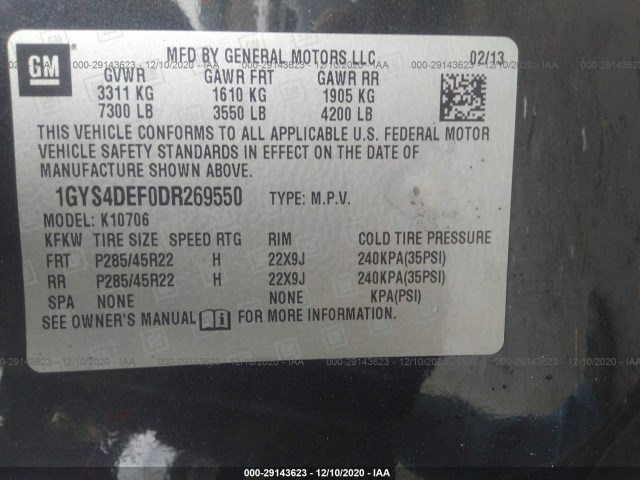 GM
MFD BY GENERAL MOTORS LLC 02/13
GVWR GAWR FRT GAWR RR
3311 KG 1610 KG 1905 KG
7300 LB 3550 LB 4200 LB
THIS VEHICLE CONFORMS TO ALL APPLICABLE U.S. FEDERAL MOTOR
VEHICLE SAFETY STANDARDS IN EFFECT ON THE DATE OF
MANUFACTURE SHOWN ABOVE.
1GYS4DEF0DR269550 TYPE: M.P.V.
MODEL: K10706
KFKW TIRE SIZE SPEED RTG RIM COLD TIRE PRESSURE
FRT P285/45R22 H 22X9J 240KPA(35PSI)
RR P285/45R22 H 22X9J 240KPA(35PSI)
SPA NONE NONE KPA(PSI)
SEE OWNER'S MANUAL FOR MORE INFORMATION.
000-29143623 - 12/10/2020 - IAA